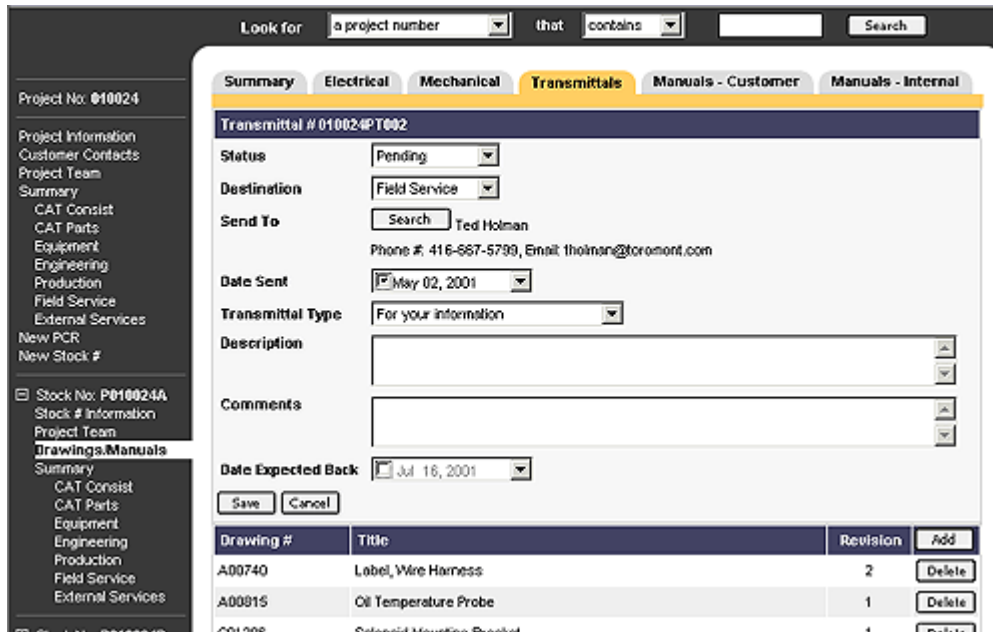 Look for a project number that contains Search
Summary Electrical Mechanical Transmittals Manuals - Customer Manuals - Internal
Project No: 010024
Project Information
Customer Contacts
Project Team
Summary
CAT Consist
CAT Parts
Equipment
Engineering
Production
Field Service
External Services
New PCR
New Stock #
Stock No: P010024A
Stock # Information
Project Team
Drawings/Manuals
Summary
CAT Consist
CAT Parts
Equipment
Engineering
Production
Field Service
External Services
Transmittal # 010024PT002
Status Pending
Destination Field Service
Send To Search Ted Holman
Phone #: 416-667-5799, Email: tholman@toromont.com
Date Sent May 02, 2001
Transmittal Type For your information
Description
Comments
Date Expected Back Jul 16, 2001
Save Cancel
Drawing # Title Revision Add
A00740 Label, Wire Harness 2 Delete
A00815 Oil Temperature Probe 1 Delete
Solenoid Mounting Bracket 1 Delete